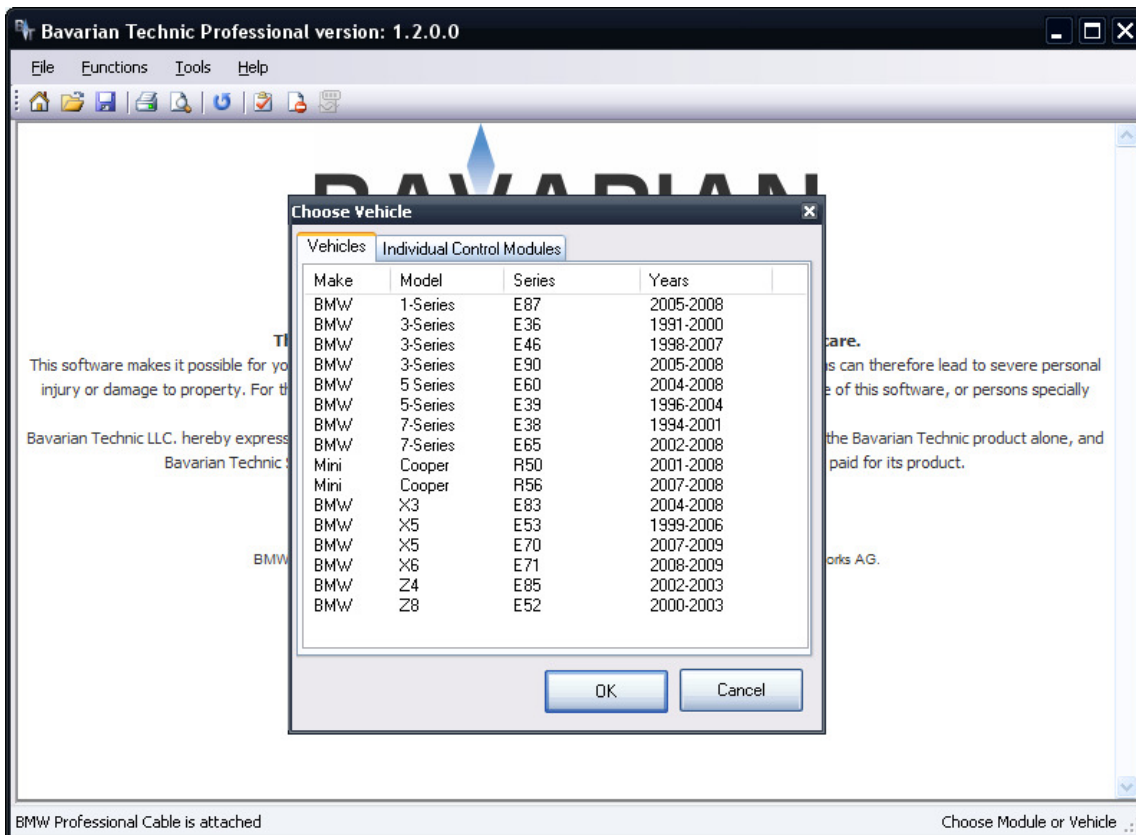 Bavarian Technic Professional version: 1.2.0.0
File Functions Tools Help
BAVARIAN
Choose Vehicle
Vehicles Individual Control Modules
Make Model Series Years
BMW 1-Series E87 2005-2008
BMW 3-Series E36 1991-2000
BMW 3-Series E46 1998-2007
BMW 3-Series E90 2005-2008
BMW 5 Series E60 2004-2008
BMW 5-Series E39 1996-2004
BMW 7-Series E38 1994-2001
BMW 7-Series E65 2002-2008
Mini Cooper R50 2001-2008
Mini Cooper R56 2007-2008
BMW X3 E83 2004-2008
BMW X5 E53 1999-2006
BMW X5 E70 2007-2009
BMW X6 E71 2008-2009
BMW Z4 E85 2002-2003
BMW Z8 E52 2000-2003
OK Cancel
This software makes it possible for can therefore lead to severe personal
injury or damage to property. For of this software, or persons specially
Bavarian Technic LLC. hereby the Bavarian Technic product alone, and
Bavarian Technic paid for its product.
BMW AG.
BMW Professional Cable is attached Choose Module or Vehicle